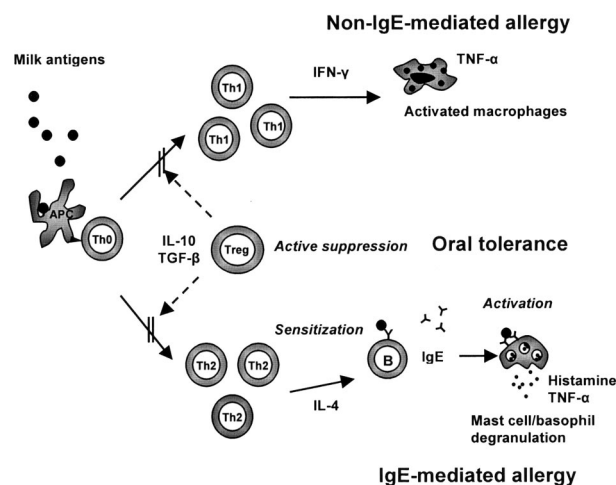 Non-IgE-mediated allergy
Milk antigens
TNF-α
IFN-γ
Th1
Th1
Th1
Activated macrophages
APC
Th0
IL-10
TGF-β
Treg
Active suppression
Oral tolerance
Sensitization
Activation
B
IgE
Th2
Th2
Th2
IL-4
Histamine
TNF-α
Mast cell/basophil
degranulation
IgE-mediated allergy